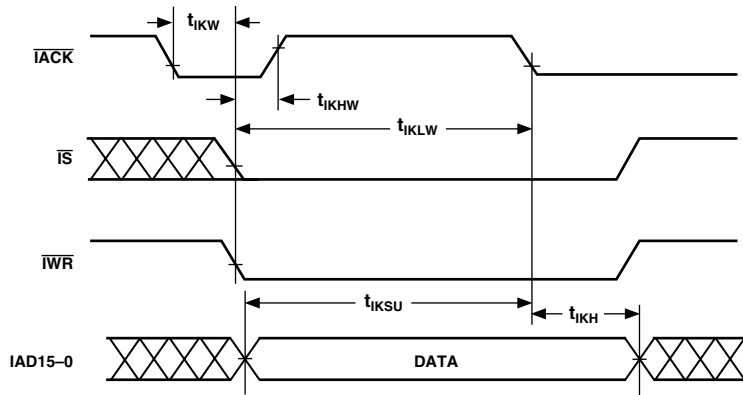 tIKW
IACK
tIKHW
tIKLW
IS
IWR
tIKSU
tIKH
IAD15–0
DATA